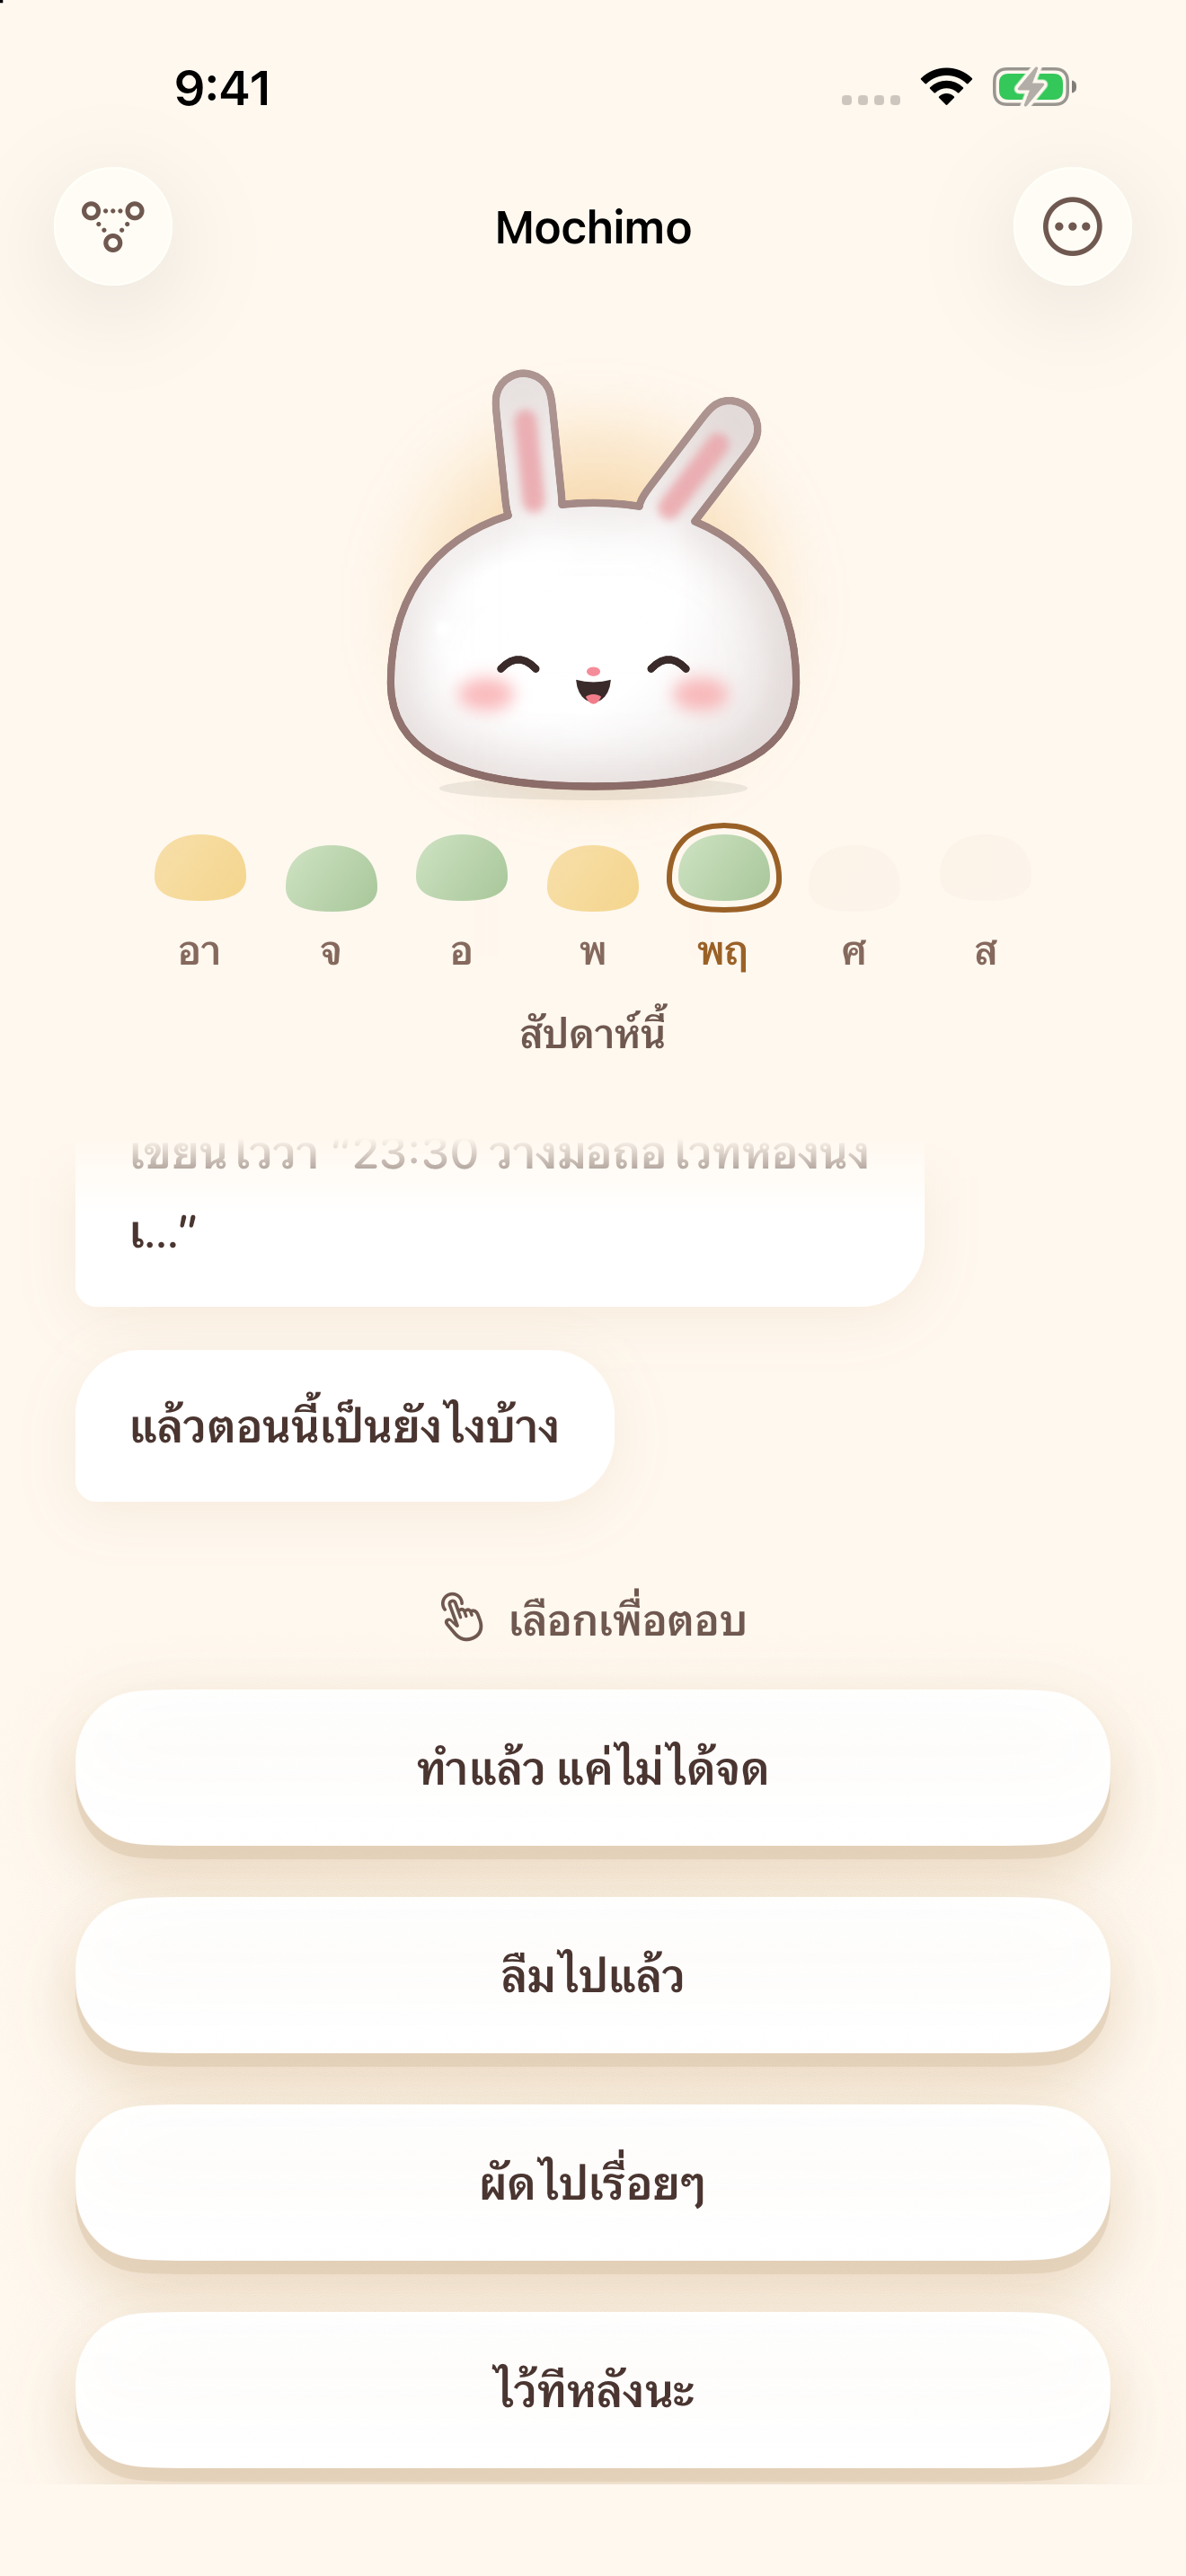 9:41
Mochimo
อา จ อ พ พฤ ศ ส
สัปดาห์นี้
เขียนไว้ว่า “23:30 วางมือถือไว้ที่ห้องนั่ง
เ...”
แล้วตอนนี้เป็นยังไงบ้าง
เลือกเพื่อตอบ
ทำแล้ว แค่ไม่ได้จด
ลืมไปแล้ว
ผัดไปเรื่อยๆ
ไว้ทีหลังนะ